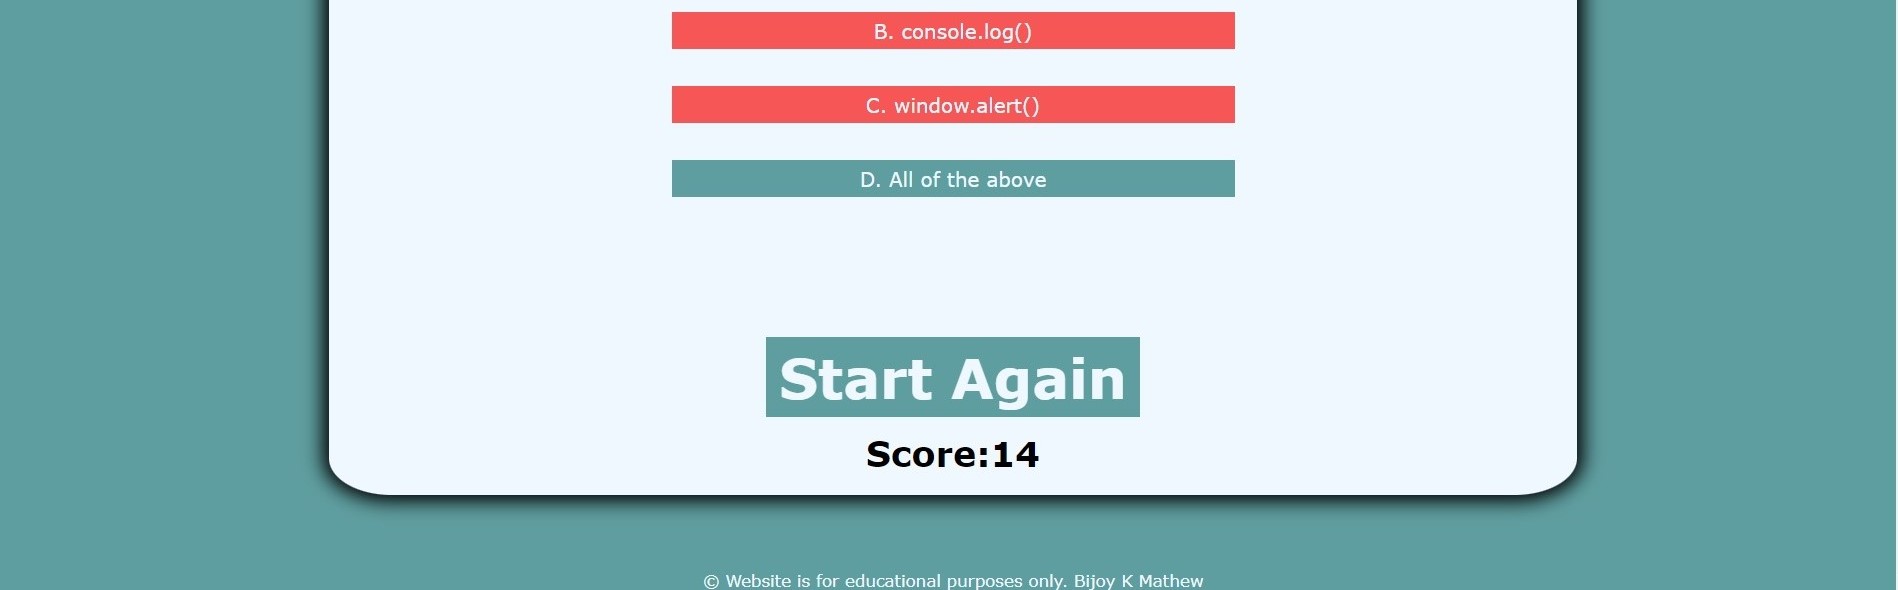 B. console.log()
C. window.alert()
D. All of the above
Start Again
Score:14
© Website is for educational purposes only. Bijoy K Mathew